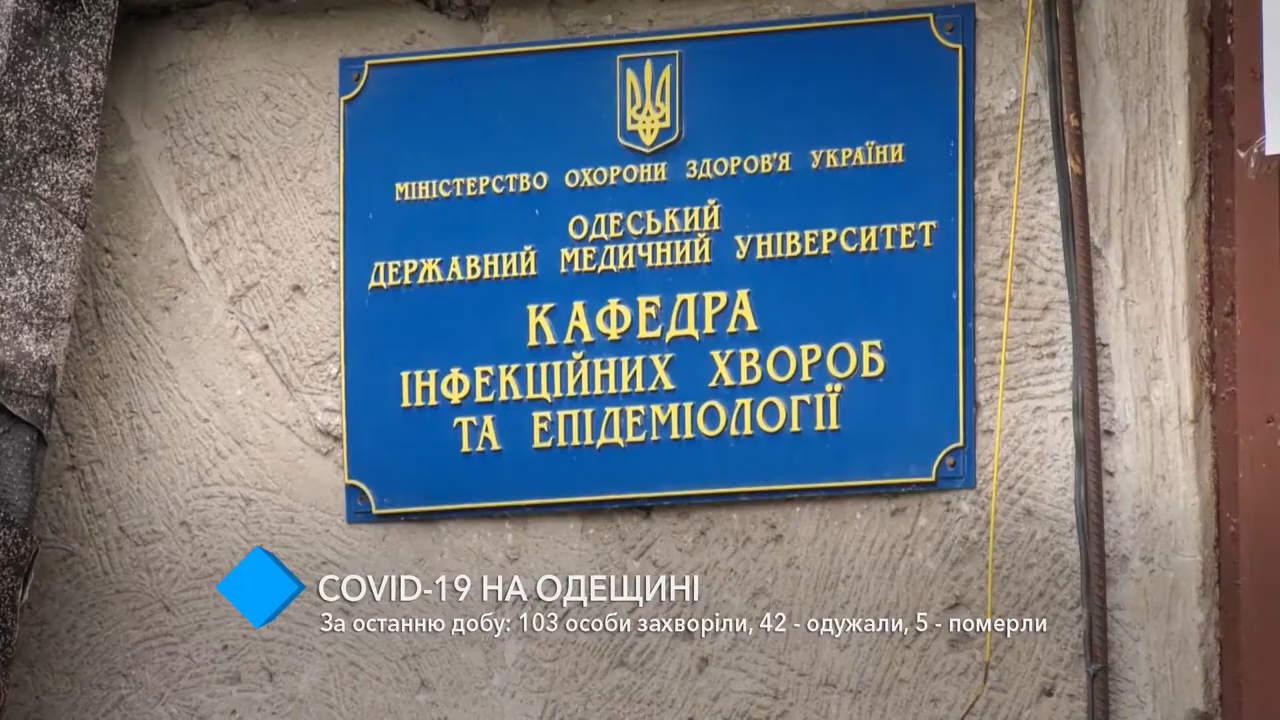 МІНІСТЕРСТВО ОХОРОНИ ЗДОРОВ'Я УКРАЇНИ
ОДЕСЬКИЙ
ДЕРЖАВНИЙ МЕДИЧНИЙ УНІВЕРСИТЕТ
КАФЕДРА
ІНФЕКЦІЙНИХ ХВОРОБ
ТА ЕПІДЕМІОЛОГІЇ
COVID-19 НА ОДЕЩИНІ
За останню добу: 103 особи захворіли, 42 - одужали, 5 - померли